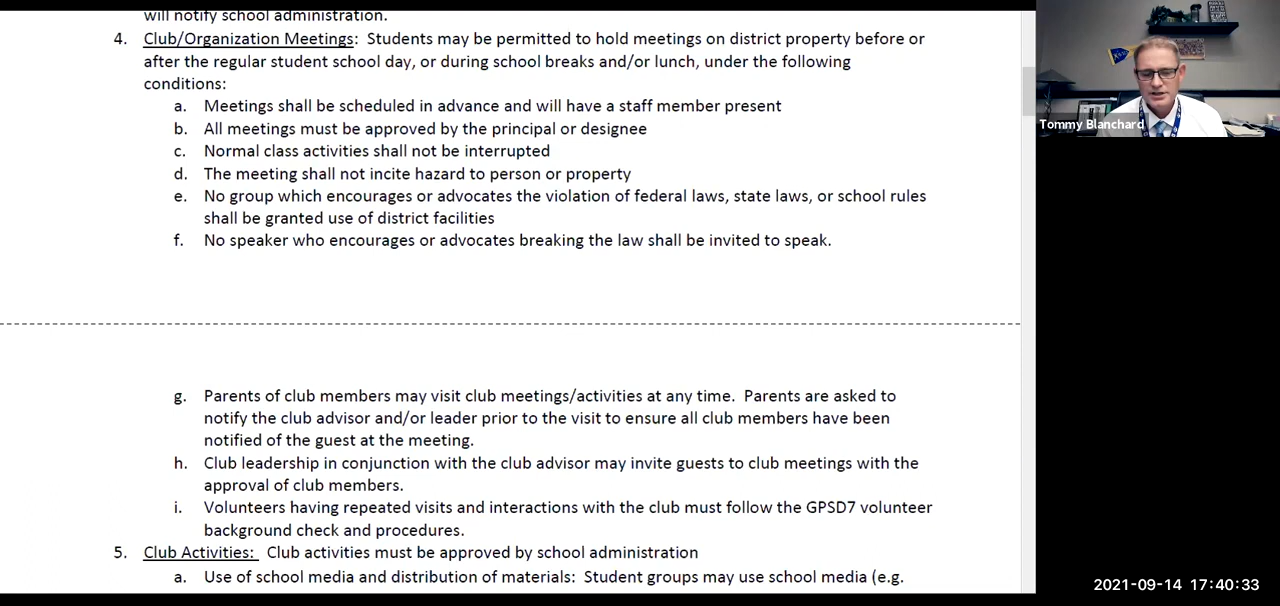 will notify school administration.
4. Club/Organization Meetings: Students may be permitted to hold meetings on district property before or
after the regular student school day, or during school breaks and/or lunch, under the following
conditions:
a. Meetings shall be scheduled in advance and will have a staff member present
b. All meetings must be approved by the principal or designee
c. Normal class activities shall not be interrupted
d. The meeting shall not incite hazard to person or property
e. No group which encourages or advocates the violation of federal laws, state laws, or school rules
shall be granted use of district facilities
f. No speaker who encourages or advocates breaking the law shall be invited to speak.
g. Parents of club members may visit club meetings/activities at any time. Parents are asked to
notify the club advisor and/or leader prior to the visit to ensure all club members have been
notified of the guest at the meeting.
h. Club leadership in conjunction with the club advisor may invite guests to club meetings with the
approval of club members.
i. Volunteers having repeated visits and interactions with the club must follow the GPSD7 volunteer
background check and procedures.
5. Club Activities: Club activities must be approved by school administration
a. Use of school media and distribution of materials: Student groups may use school media (e.g.
Tommy Blanchard
2021-09-14 17:40:33